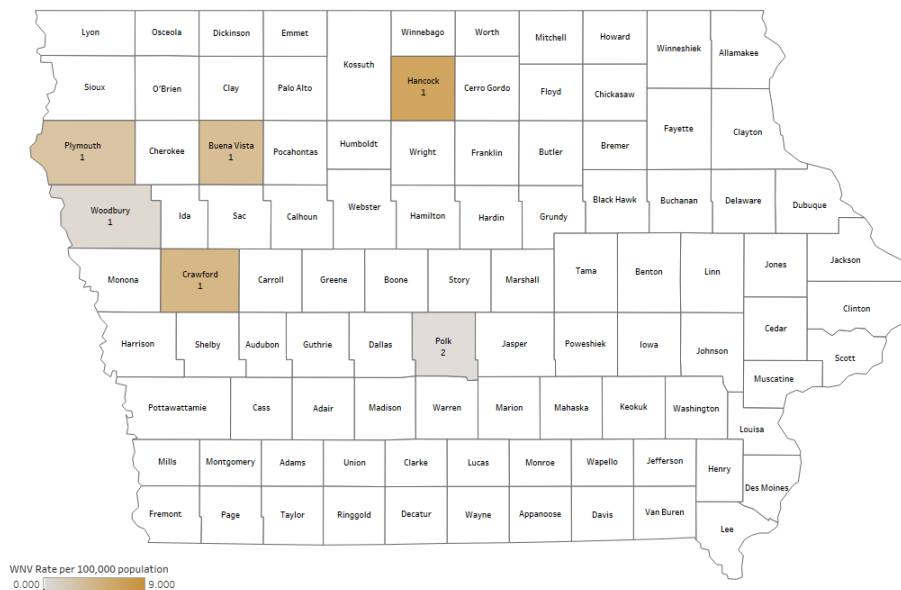 Lyon
Osceola
Dickinson
Emmet
Kossuth
Winnebago
Worth
Mitchell
Howard
Winneshiek
Allamakee
Sioux
O'Brien
Clay
Palo Alto
Hancock
1
Cerro Gordo
Floyd
Chickasaw
Plymouth
1
Cherokee
Buena Vista
1
Pocahontas
Humboldt
Wright
Franklin
Butler
Bremer
Fayette
Clayton
Woodbury
1
Ida
Sac
Calhoun
Webster
Hamilton
Hardin
Grundy
Black Hawk
Buchanan
Delaware
Dubuque
Monona
Crawford
1
Carroll
Greene
Boone
Story
Marshall
Tama
Benton
Linn
Jones
Jackson
Clinton
Harrison
Shelby
Audubon
Guthrie
Dallas
Polk
2
Jasper
Poweshiek
Iowa
Johnson
Cedar
Scott
Muscatine
Pottawattamie
Cass
Adair
Madison
Warren
Marion
Mahaska
Keokuk
Washington
Louisa
Mills
Montgomery
Adams
Union
Clarke
Lucas
Monroe
Wapello
Jefferson
Henry
Des Moines
Fremont
Page
Taylor
Ringgold
Decatur
Wayne
Appanoose
Davis
Van Buren
Lee
WNV Rate per 100,000 population
0.000 9.000